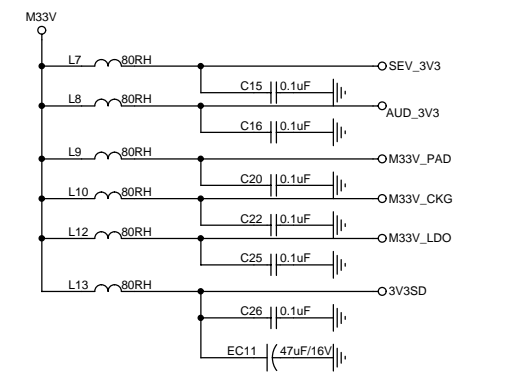 M33V
L7 80RH SEV_3V3
C15 0.1uF
L8 80RH AUD_3V3
C16 0.1uF
L9 80RH M33V_PAD
C20 0.1uF
L10 80RH M33V_CKG
C22 0.1uF
L12 80RH M33V_LDO
C25 0.1uF
L13 80RH 3V3SD
C26 0.1uF
EC11 47uF/16V